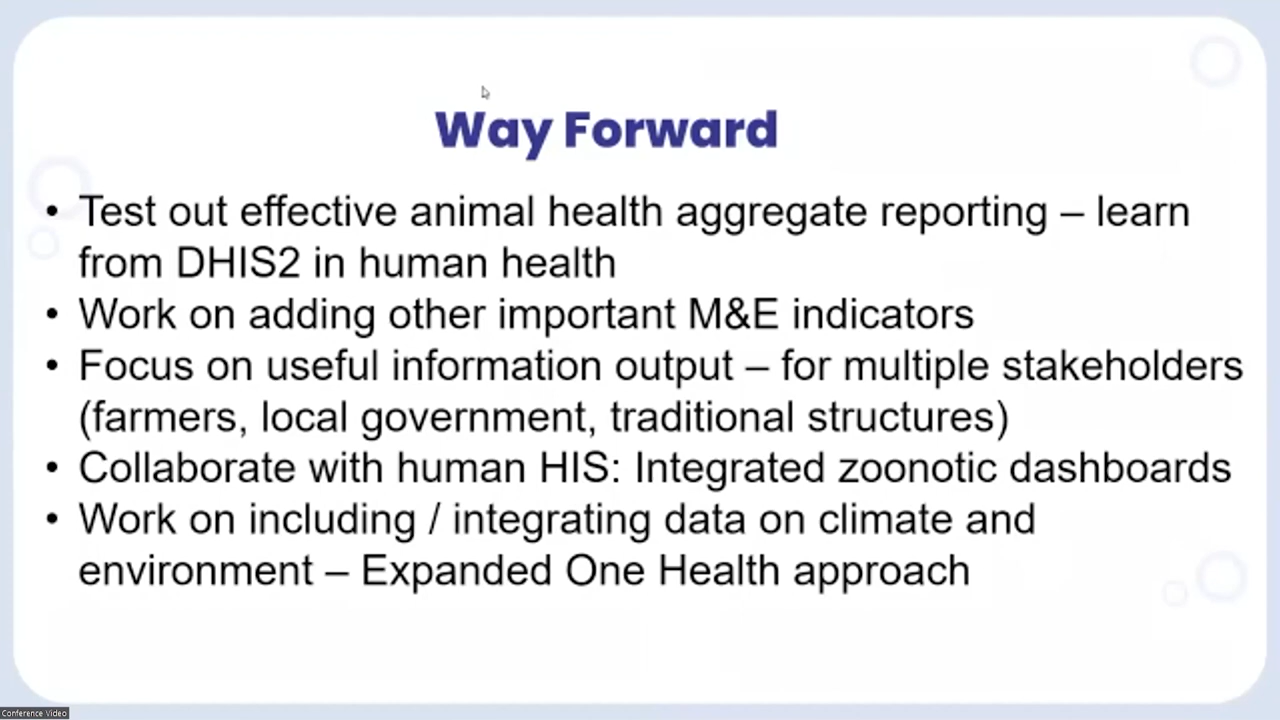 Way Forward
• Test out effective animal health aggregate reporting – learn
from DHIS2 in human health
• Work on adding other important M&E indicators
• Focus on useful information output – for multiple stakeholders
(farmers, local government, traditional structures)
• Collaborate with human HIS: Integrated zoonotic dashboards
• Work on including / integrating data on climate and
environment – Expanded One Health approach
Conference Video